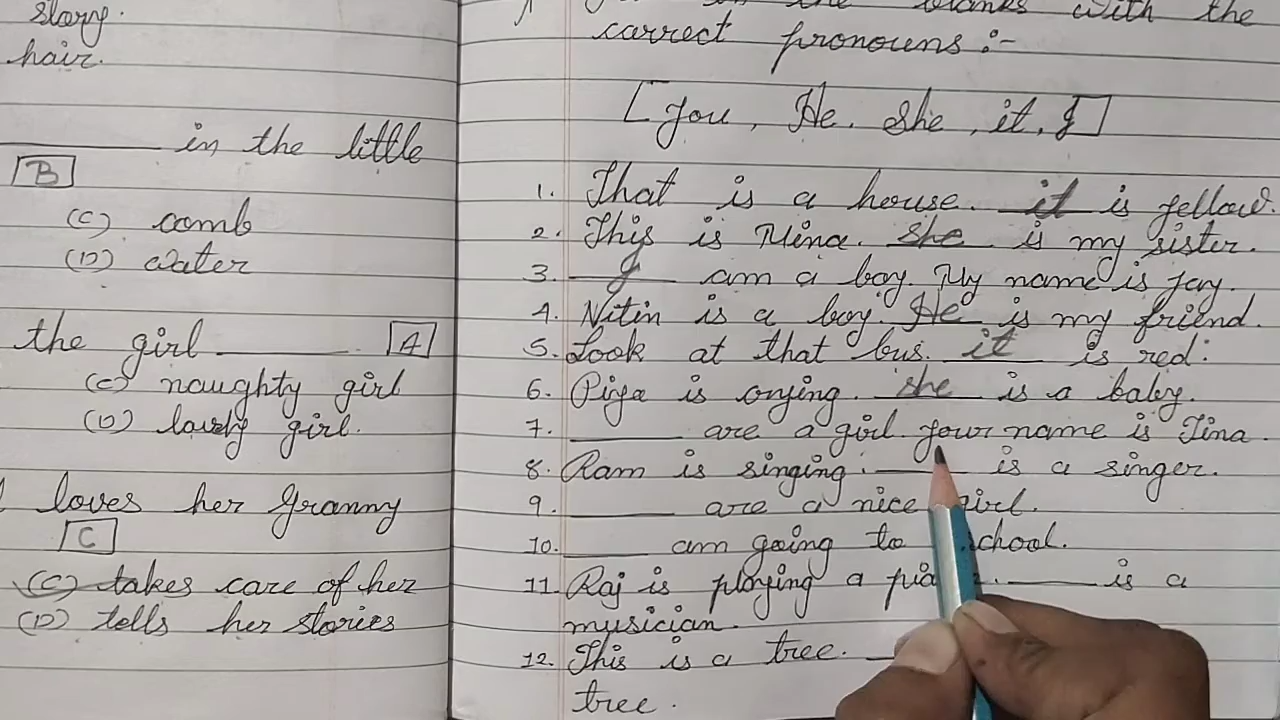 story.
hair.
in the little
B
(C) comb
(D) water
the girl A
(C) naughty girl
(D) lovely girl.
loves her Granny
C
(C) takes care of her
(D) tells her stories
the blanks with the
correct pronouns :-
[You, He. She, it, I]
1. That is a house. it is yellow.
2. This is Mina. She is my sister.
3. I am a boy. My name is Jay.
4. Nitin is a boy. He is my friend.
5. Look at that bus. it is red.
6. Piya is crying. she is a baby.
7. are a girl. Your name is Tina.
8. Ram is singing. is a singer.
9. are a nice girl.
10. am going to school.
11. Raj is playing a is a
musician.
12. This is a tree.
tree.